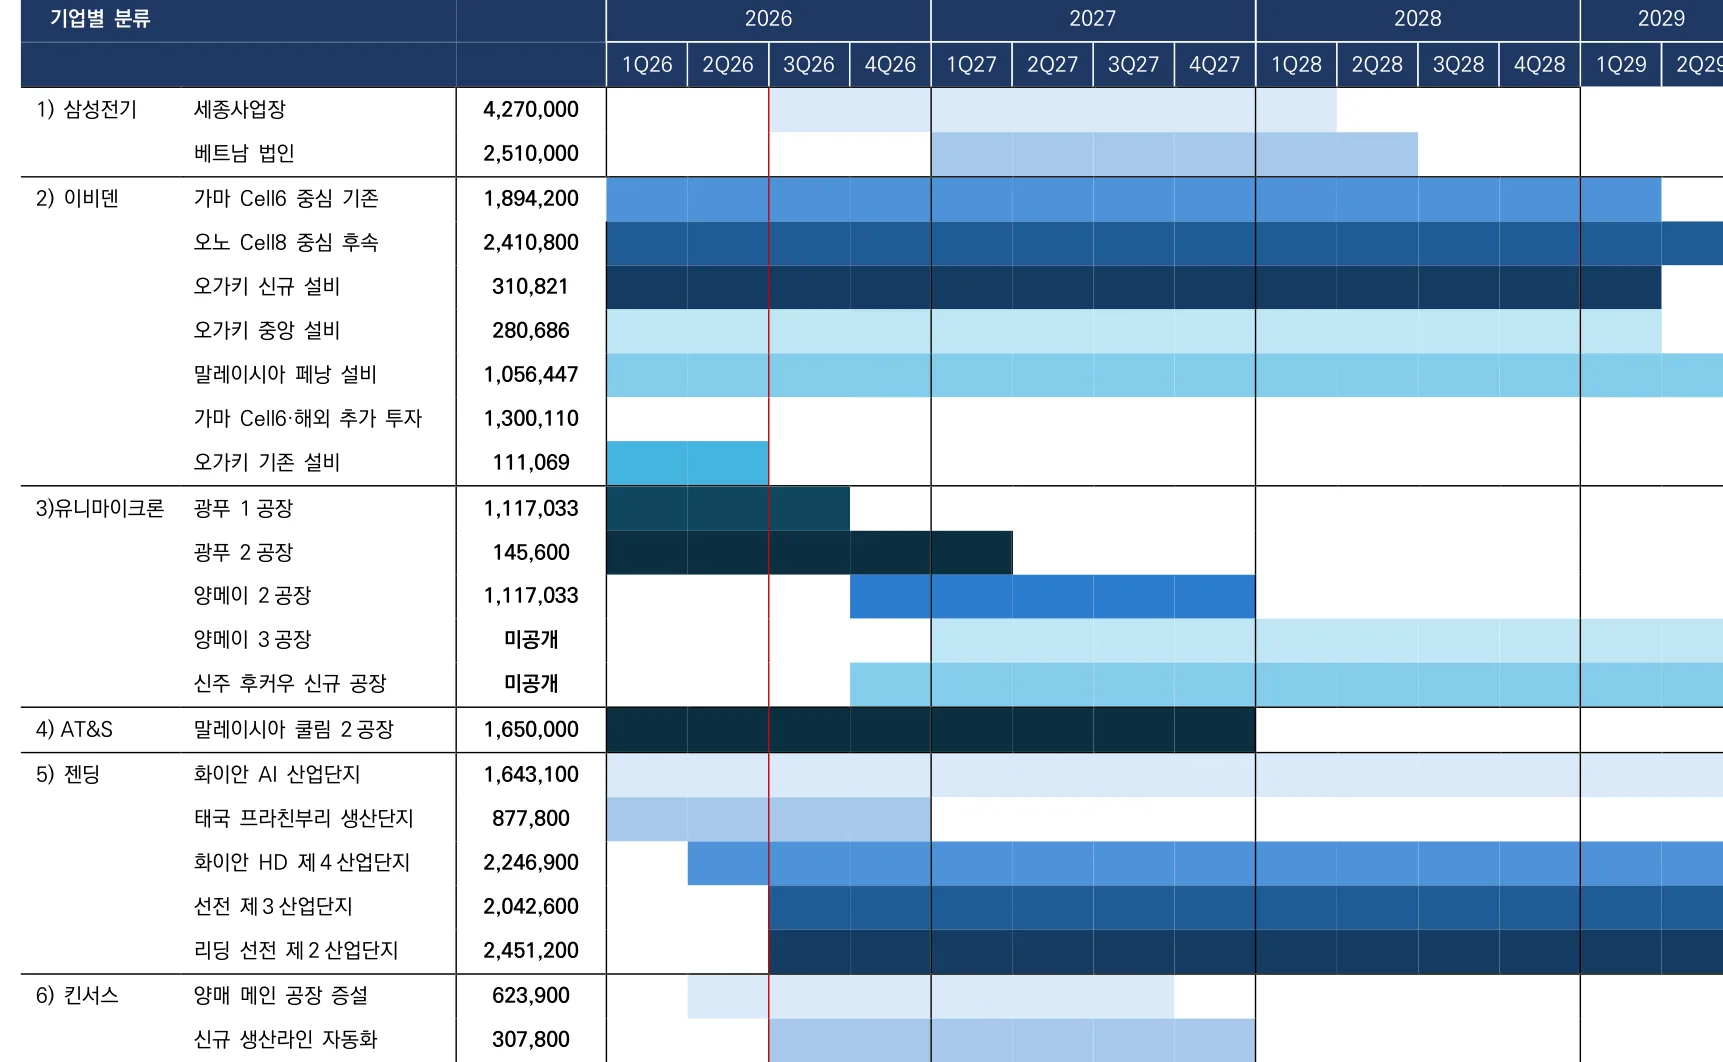 기업별 분류 2026 2027 2028 2029
1Q26 2Q26 3Q26 4Q26 1Q27 2Q27 3Q27 4Q27 1Q28 2Q28 3Q28 4Q28 1Q29 2Q29
1) 삼성전기 세종사업장 4,270,000
베트남 법인 2,510,000
2) 이비덴 가마 Cell6 중심 기존 1,894,200
오노 Cell8 중심 후속 2,410,800
오가키 신규 설비 310,821
오가키 중앙 설비 280,686
말레이시아 페낭 설비 1,056,447
가마 Cell6·해외 추가 투자 1,300,110
오가키 기존 설비 111,069
3)유니마이크론 광푸 1공장 1,117,033
광푸 2공장 145,600
양메이 2공장 1,117,033
양메이 3공장 미공개
신주 후커우 신규 공장 미공개
4) AT&S 말레이시아 쿨림 2공장 1,650,000
5) 젠딩 화이안 AI 산업단지 1,643,100
태국 프라친부리 생산단지 877,800
화이안 HD 제4산업단지 2,246,900
선전 제3산업단지 2,042,600
리딩 선전 제2산업단지 2,451,200
6) 킨서스 양매 메인 공장 증설 623,900
신규 생산라인 자동화 307,800